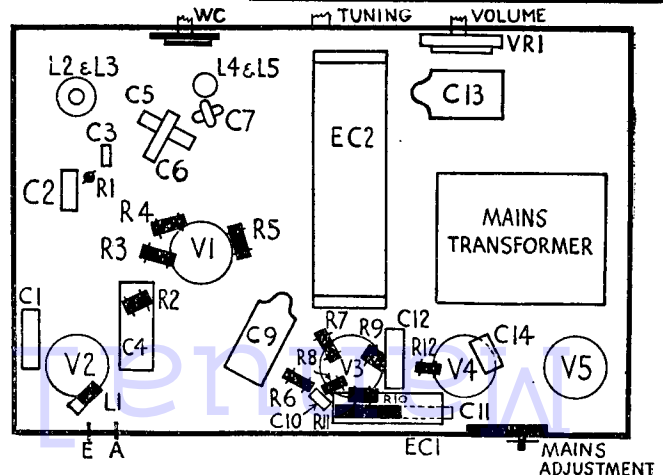 WC TUNING VOLUME
VR1
L2 & L3 L4 & L5
C5 C7 C13
C3 EC2
C6
C2 R1
R4 R5 MAINS
R3 V1 TRANSFORMER
C1 R2
R7 R9 C12 C14
C4 C9 R8 V3 R12 V4 V5
V2 R6 R10
L1 C10 R11 C11
E A EC1 MAINS
ADJUSTMENT
Manual